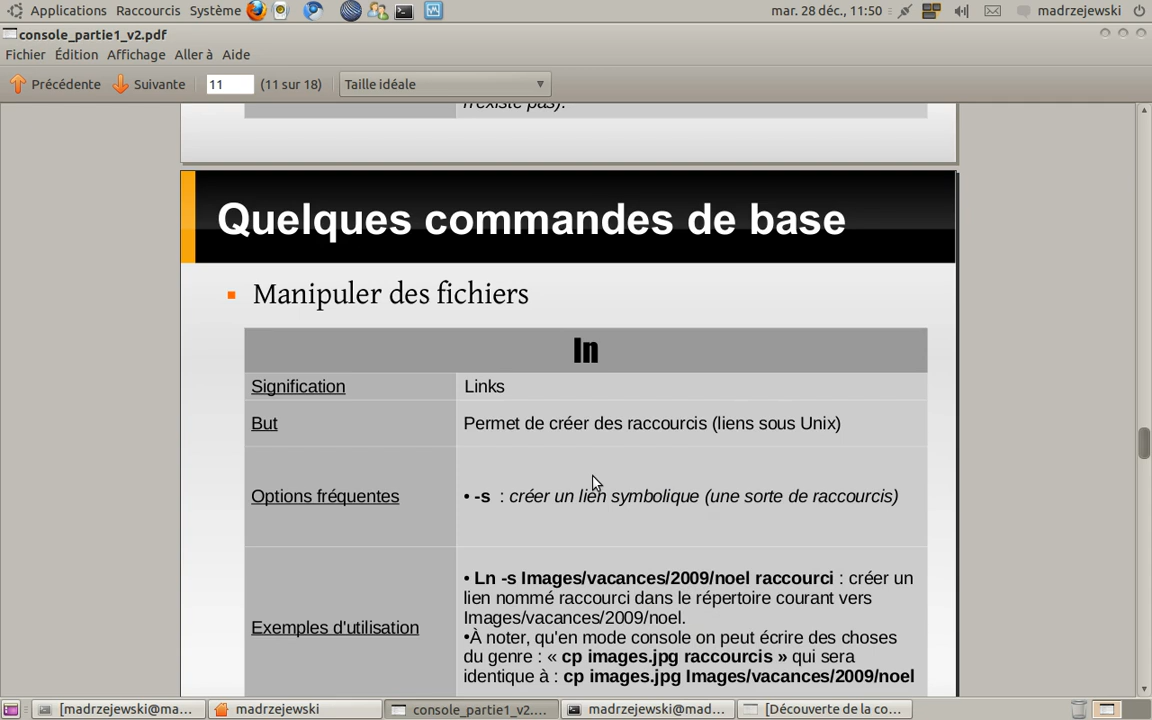 Applications Raccourcis Système mar. 28 déc., 11:50 madrzejewski
console_partie1_v2.pdf
Fichier Édition Affichage Aller à Aide
Précédente Suivante 11 (11 sur 18) Taille idéale
n'existe pas).
Quelques commandes de base
Manipuler des fichiers
ln
Signification Links
But Permet de créer des raccourcis (liens sous Unix)
Options fréquentes • -s : créer un lien symbolique (une sorte de raccourcis)
Exemples d'utilisation
• Ln -s Images/vacances/2009/noel raccourci : créer un
lien nommé raccourci dans le répertoire courant vers
Images/vacances/2009/noel.
•À noter, qu'en mode console on peut écrire des choses
du genre : « cp images.jpg raccourcis » qui sera
identique à : cp images.jpg Images/vacances/2009/noel
[madrzejewski@ma... madrzejewski console_partie1_v2.... madrzejewski@mad... [Découverte de la co...